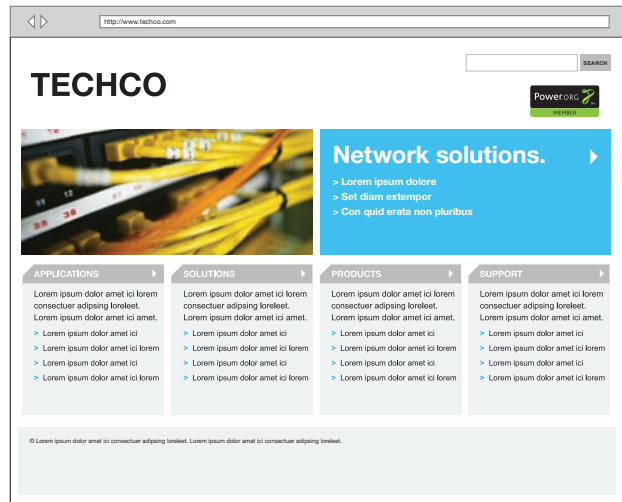 http://www.techco.com
SEARCH
TECHCO
Power.ORG
MEMBER
Network solutions.
> Lorem ipsum dolore
> Set diam extempor
> Con quid erata non pluribus
11 12
35 36
APPLICATIONS
Lorem ipsum dolor amet ici lorem
consectuer adipsing loreleet.
Lorem ipsum dolor amet ici amet.
> Lorem ipsum dolor amet ici
> Lorem ipsum dolor amet ici lorem
> Lorem ipsum dolor amet ici
> Lorem ipsum dolor amet ici lorem
SOLUTIONS
Lorem ipsum dolor amet ici lorem
consectuer adipsing loreleet.
Lorem ipsum dolor amet ici amet.
> Lorem ipsum dolor amet ici
> Lorem ipsum dolor amet ici lorem
> Lorem ipsum dolor amet ici
> Lorem ipsum dolor amet ici lorem
PRODUCTS
Lorem ipsum dolor amet ici lorem
consectuer adipsing loreleet.
Lorem ipsum dolor amet ici amet.
> Lorem ipsum dolor amet ici
> Lorem ipsum dolor amet ici lorem
> Lorem ipsum dolor amet ici
> Lorem ipsum dolor amet ici lorem
SUPPORT
Lorem ipsum dolor amet ici lorem
consectuer adipsing loreleet.
Lorem ipsum dolor amet ici amet.
> Lorem ipsum dolor amet ici
> Lorem ipsum dolor amet ici lorem
> Lorem ipsum dolor amet ici
> Lorem ipsum dolor amet ici lorem
© Lorem ipsum dolor amet ici consectuer adipsing loreleet. Lorem ipsum dolor amet ici consectuer adipsing loreleet.